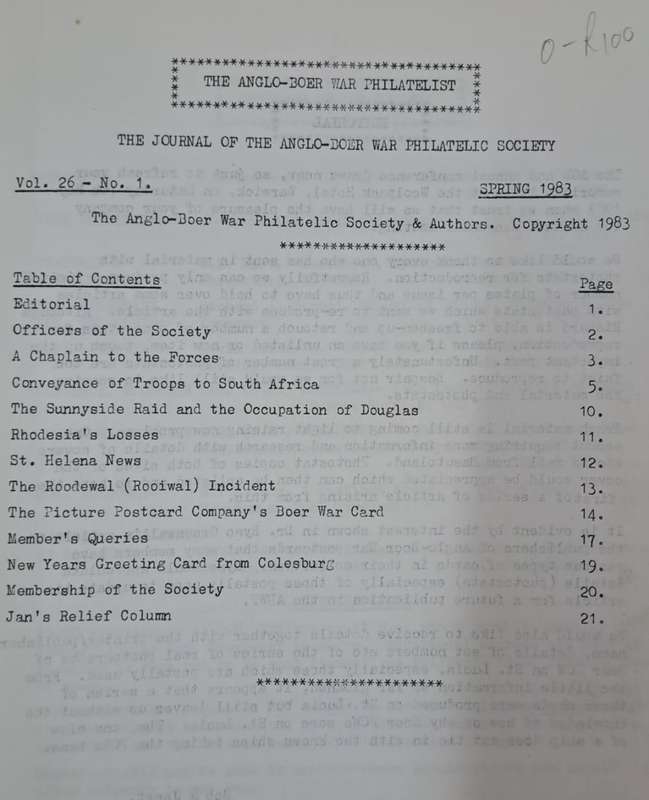 0 - R100
***********************************
THE ANGLO-BOER WAR PHILATELIST
***********************************
THE JOURNAL OF THE ANGLO-BOER WAR PHILATELIC SOCIETY
Vol. 26 - No. 1.
SPRING 1983
The Anglo-Boer War Philatelic Society & Authors. Copyright 1983
********************
Table of Contents Page
Editorial 1.
Officers of the Society 2.
A Chaplain to the Forces 3.
Conveyance of Troops to South Africa 5.
The Sunnyside Raid and the Occupation of Douglas 10.
Rhodesia's Losses 11.
St. Helena News 12.
The Roodewal (Rooiwal) Incident 13.
The Picture Postcard Company's Boer War Card 14.
Member's Queries 17.
New Years Greeting Card from Colesburg 19.
Membership of the Society 20.
Jan's Relief Column 21.
***********************